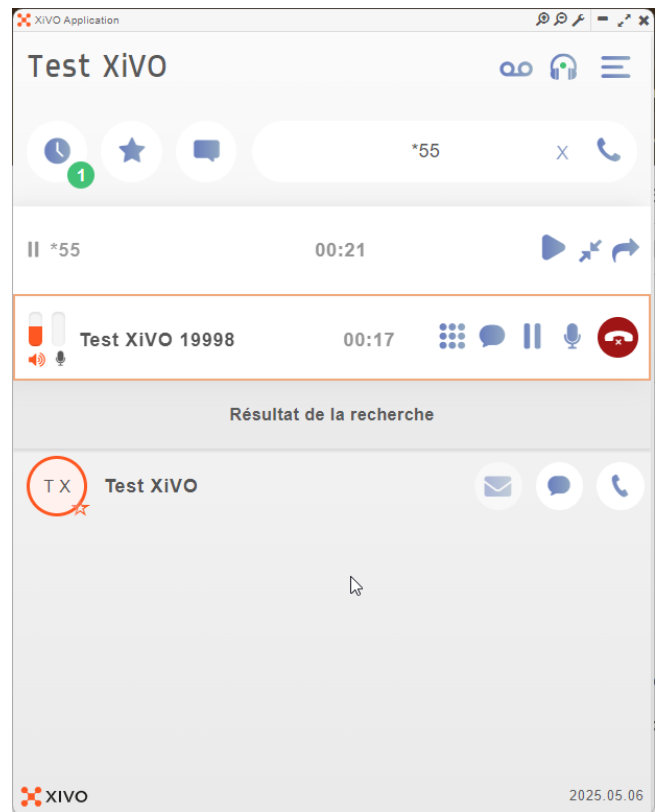 XiVO Application
Test XiVO
1
*55 X
*55 00:21
Test XiVO 19998 00:17
Résultat de la recherche
T X Test XiVO
XIVO 2025.05.06